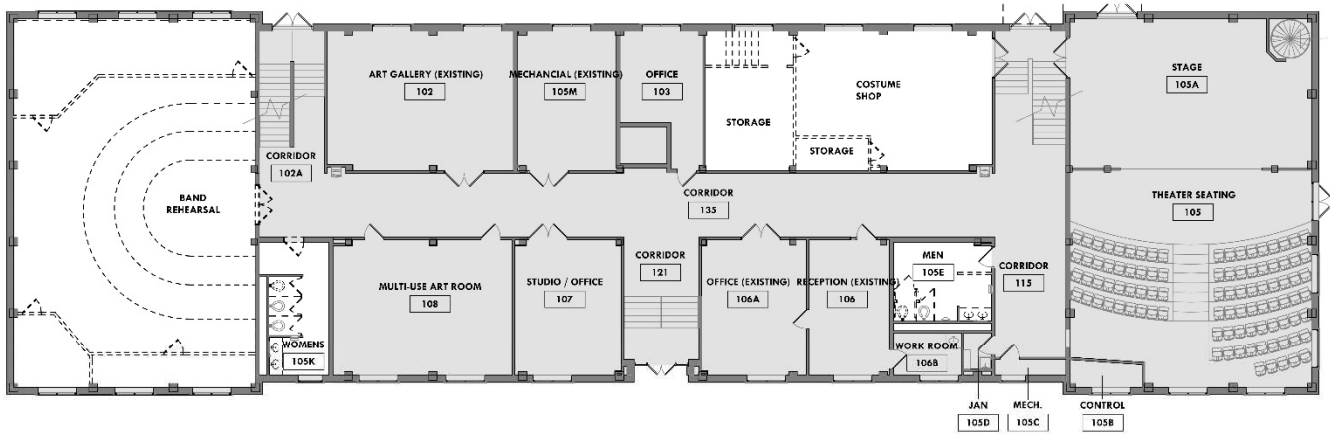 ART GALLERY (EXISTING)
102
MECHANCIAL (EXISTING)
105M
OFFICE
103
STORAGE
STORAGE
COSTUME
SHOP
STAGE
105A
CORRIDOR
102A
BAND
REHEARSAL
CORRIDOR
135
THEATER SEATING
105
MULTI-USE ART ROOM
108
STUDIO / OFFICE
107
CORRIDOR
121
OFFICE (EXISTING)
106A
RECEPTION (EXISTING)
106
MEN
105E
CORRIDOR
115
WOMENS
105K
WORK ROOM
106B
JAN
105D
MECH.
105C
CONTROL
105B